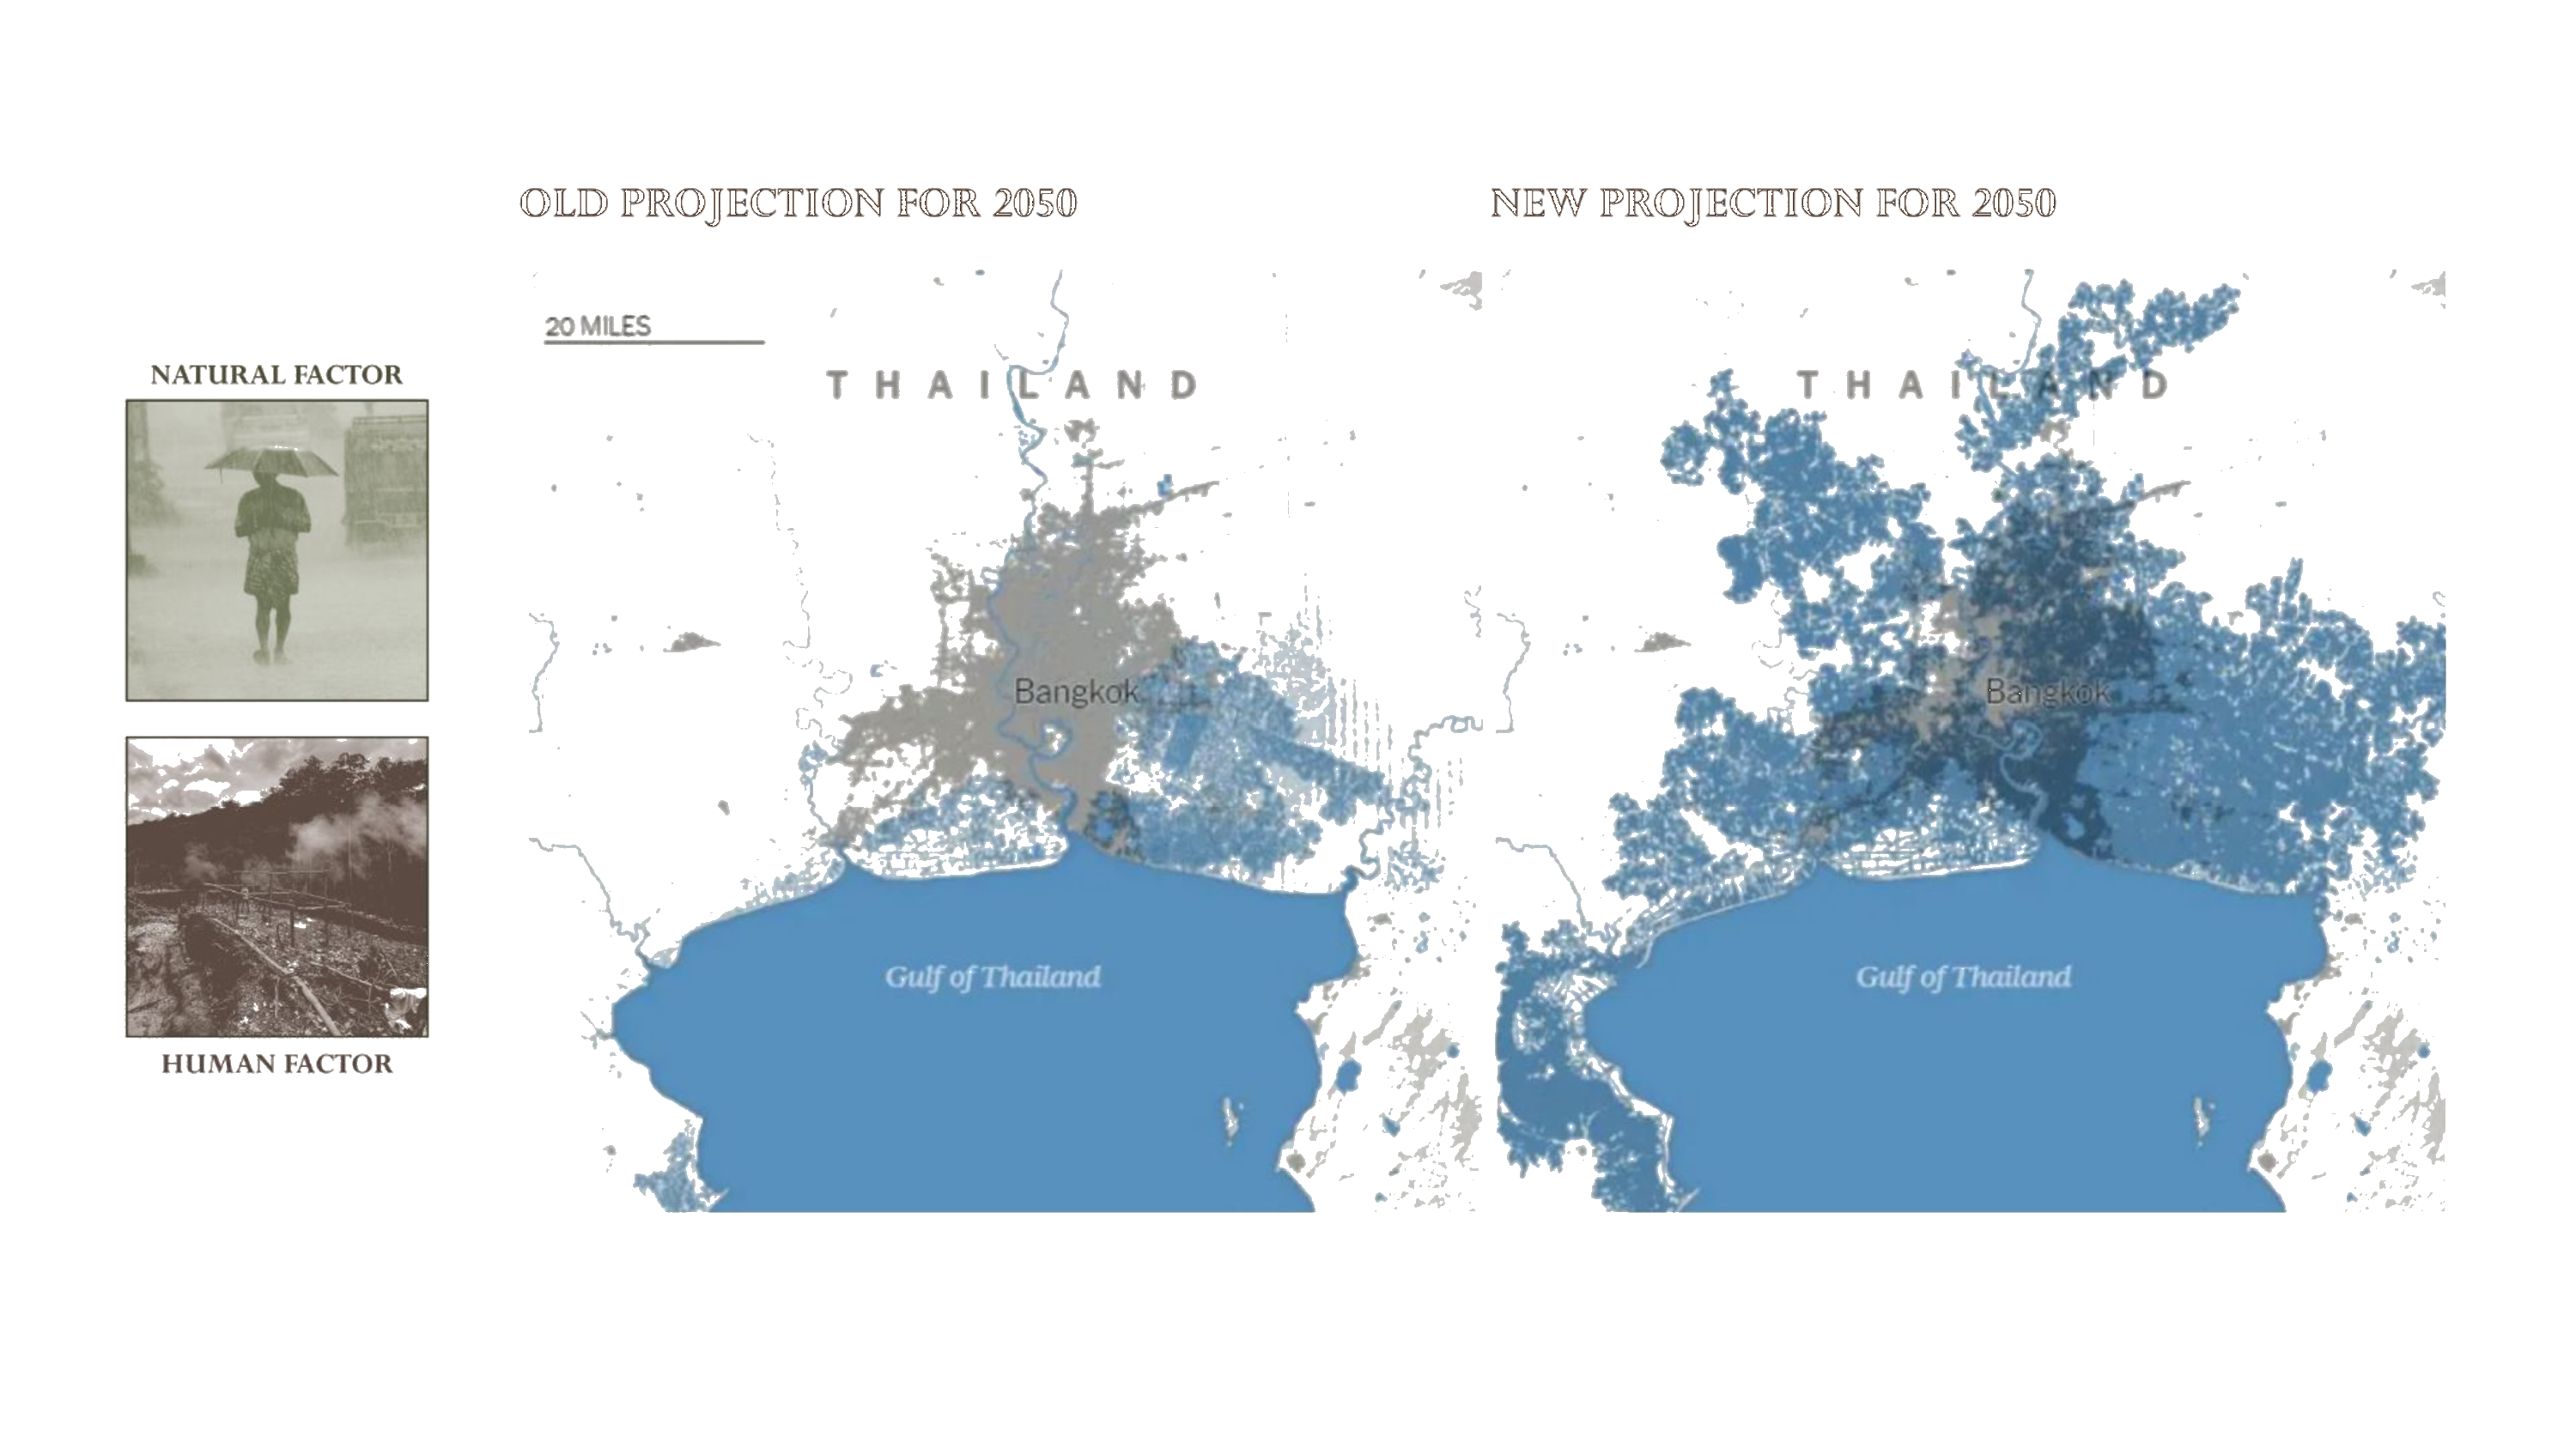 OLD PROJECTION FOR 2050
NEW PROJECTION FOR 2050
NATURAL FACTOR
HUMAN FACTOR
20 MILES
THAILAND
Bangkok
Gulf of Thailand
THAILAND
Bangkok
Gulf of Thailand